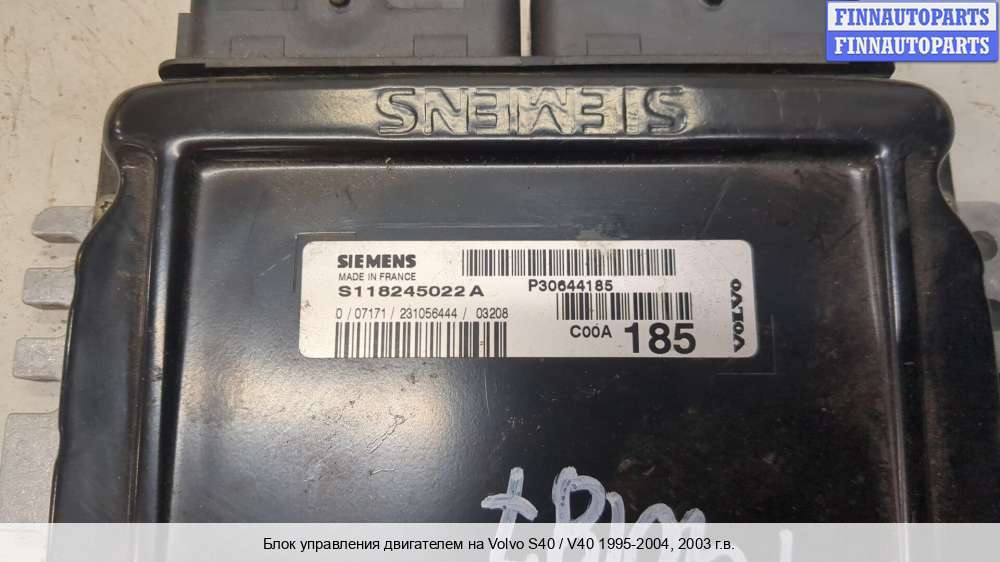 FINNAUTOPARTS
FINNAUTOPARTS
SIEMENS
SIEMENS
MADE IN FRANCE
S118245022 A
P30644185
0 / 07171 / 231056444 / 03208
C00A 185
VOLVO
Блок управления двигателем на Volvo S40 / V40 1995-2004, 2003 г.в.